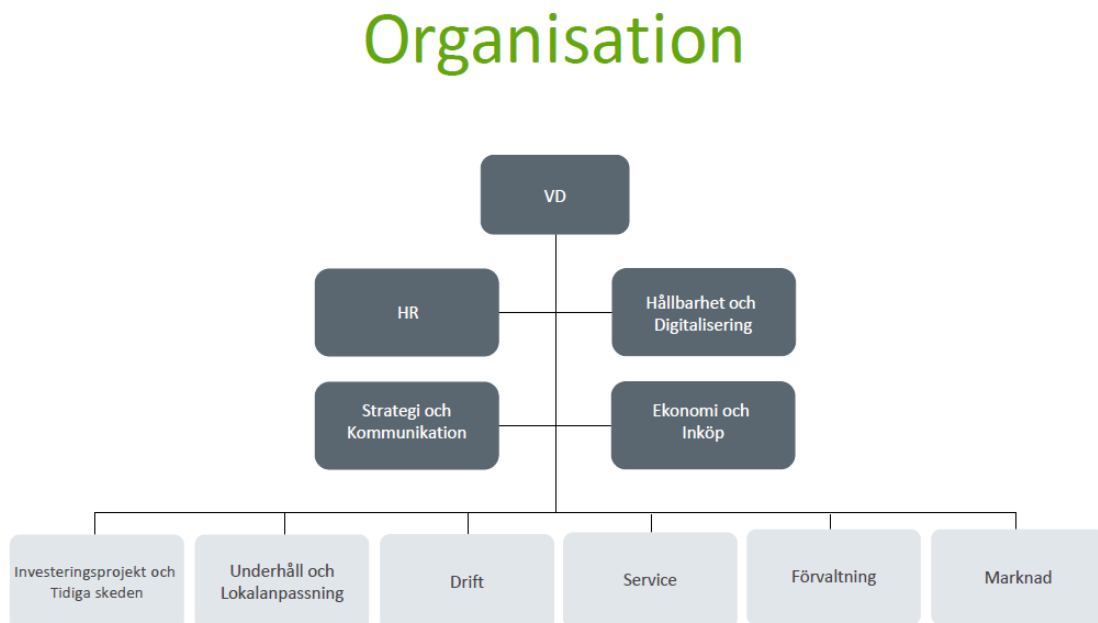 Organisation
VD
HR
Hållbarhet och
Digitalisering
Strategi och
Kommunikation
Ekonomi och
Inköp
Investeringsprojekt och
Tidiga skeden
Underhåll och
Lokalanpassning
Drift
Service
Förvaltning
Marknad